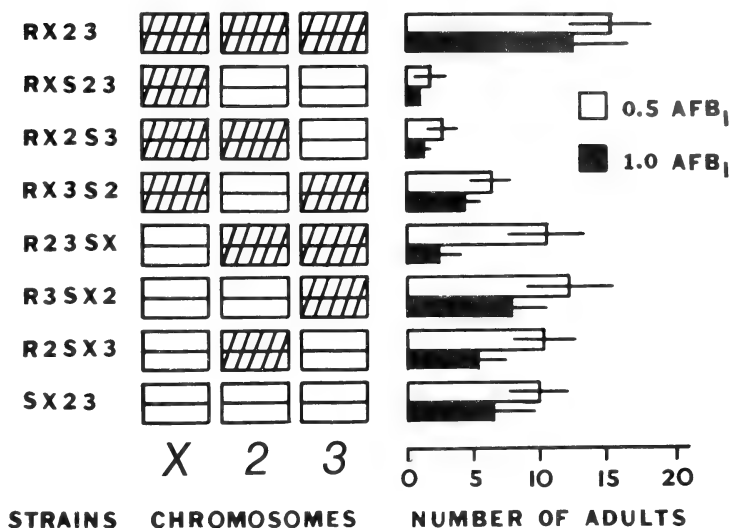 RX23
RXS23
RX2S3
RX3S2
R23SX
R3SX2
R2SX3
SX23
0.5 AFB1
1.0 AFB1
X 2 3
0 5 10 15 20
STRAINS CHROMOSOMES NUMBER OF ADULTS